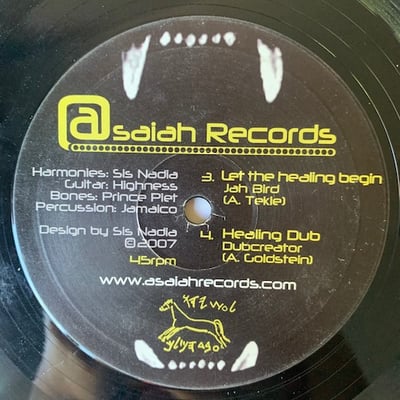 @saiah Records
Harmonies: Sis Nadia
Guitar: Highness
Bones: Prince Piet
Percussion: Jamaico
Design by Sis Nadia
©2007
45rpm
3. Let the healing begin
Jah Bird
(A. Tekle)
4. Healing Dub
Dubcreator
(A. Goldstein)
www.asaiahrecords.com